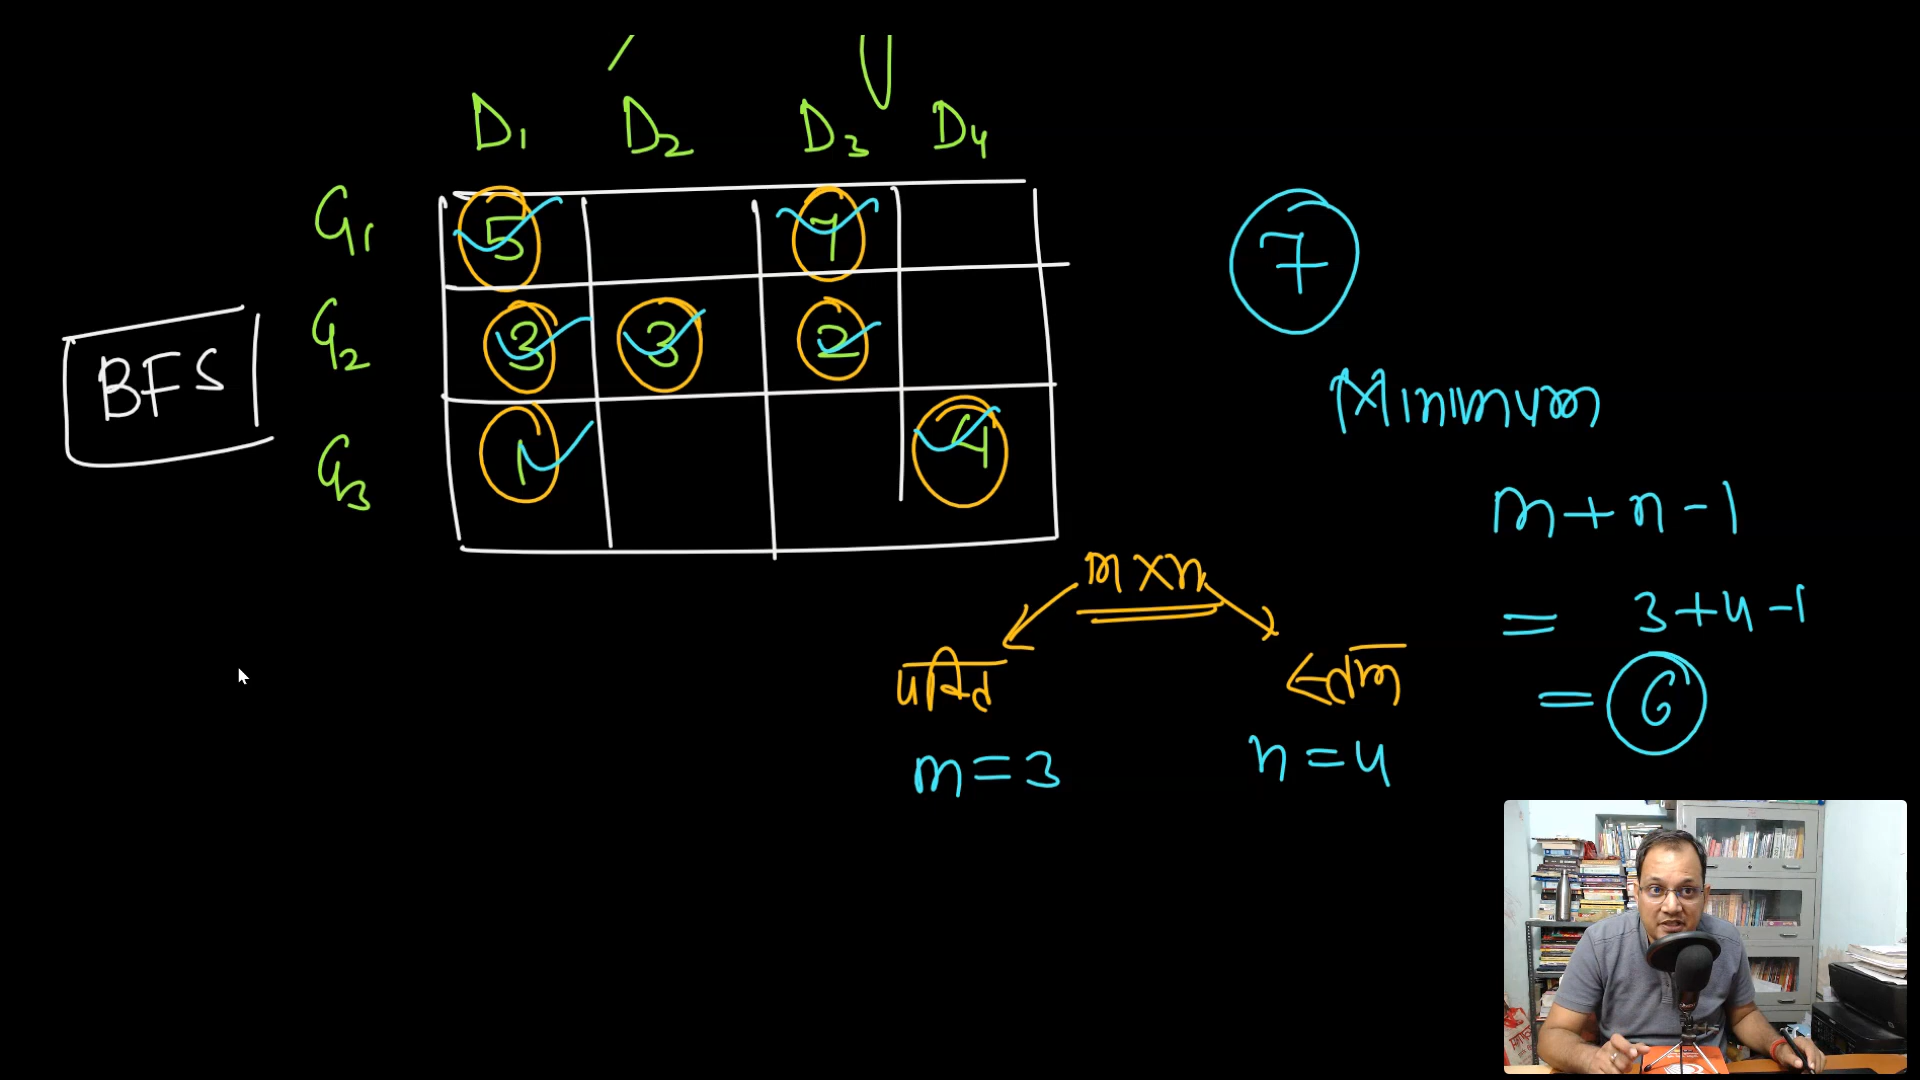 D1 D2 D3 D4
G1 5 7
G2 3 3 2
G3 1 4
BFS
7
Minimum
m+n-1
= 3+4-1
= 6
m×n
पंक्ति स्तम्भ
m=3 n=4